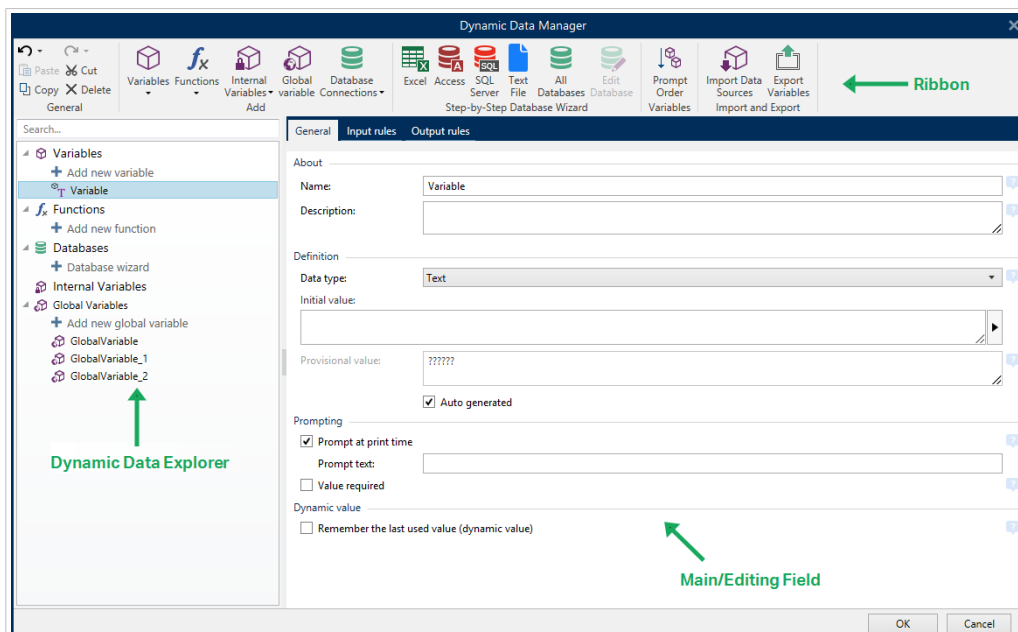 Dynamic Data Manager
Paste Cut
Copy Delete
General
Variables Functions Internal Variables Global variable Database Connections
Add
Excel Access SQL Server Text File All Databases Edit Database
Step-by-Step Database Wizard
Prompt Order
Variables
Import Data Sources Export Variables
Import and Export
Ribbon
Search...
Variables
Add new variable
Variable
Functions
Add new function
Databases
Database wizard
Internal Variables
Global Variables
Add new global variable
GlobalVariable
GlobalVariable_1
GlobalVariable_2
Dynamic Data Explorer
General Input rules Output rules
About
Name: Variable
Description:
Definition
Data type: Text
Initial value:
Provisional value: ??????
Auto generated
Prompting
Prompt at print time
Prompt text:
Value required
Dynamic value
Remember the last used value (dynamic value)
Main/Editing Field
OK Cancel